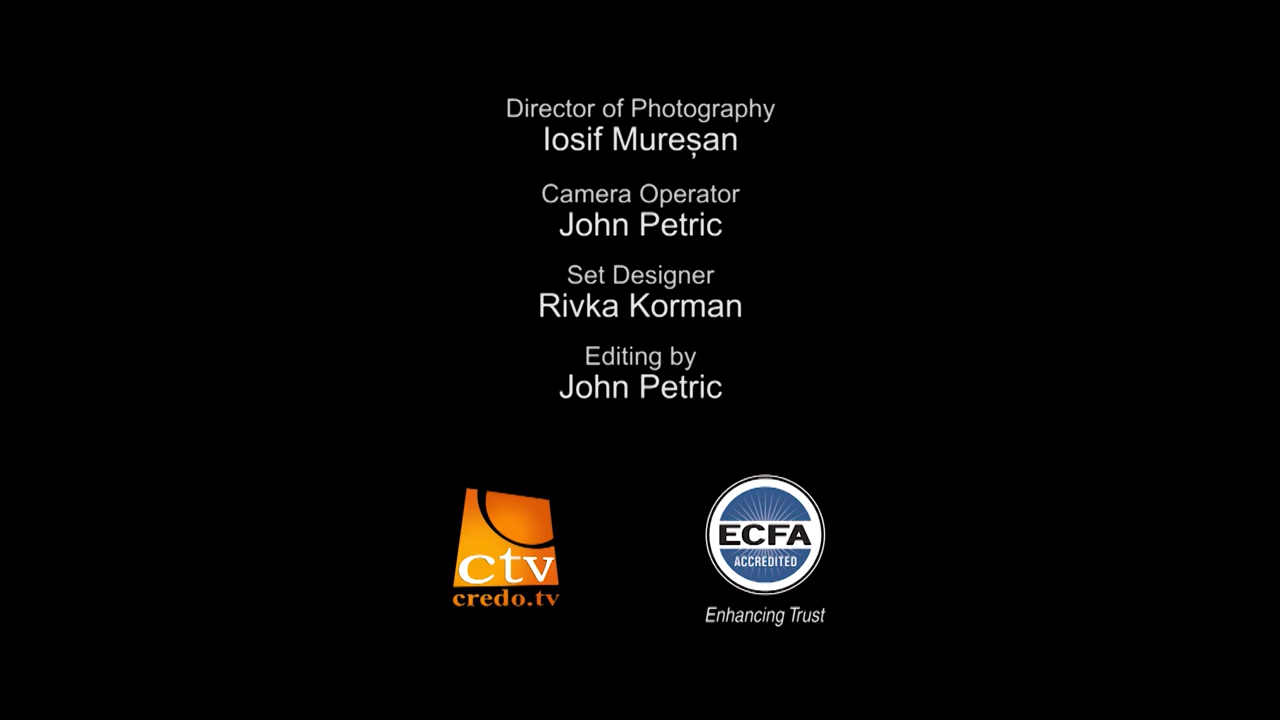 Director of Photography
Iosif Mureșan
Camera Operator
John Petric
Set Designer
Rivka Korman
Editing by
John Petric
ctv
credo.tv
ECFA
ACCREDITED
Enhancing Trust